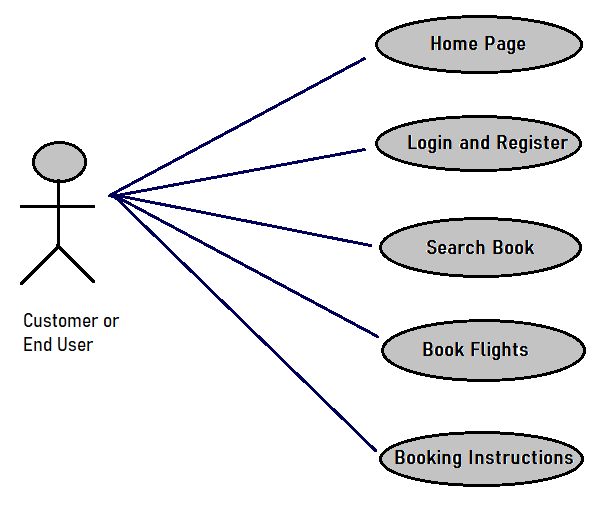 Home Page
Login and Register
Search Book
Book Flights
Booking Instructions
Customer or
End User